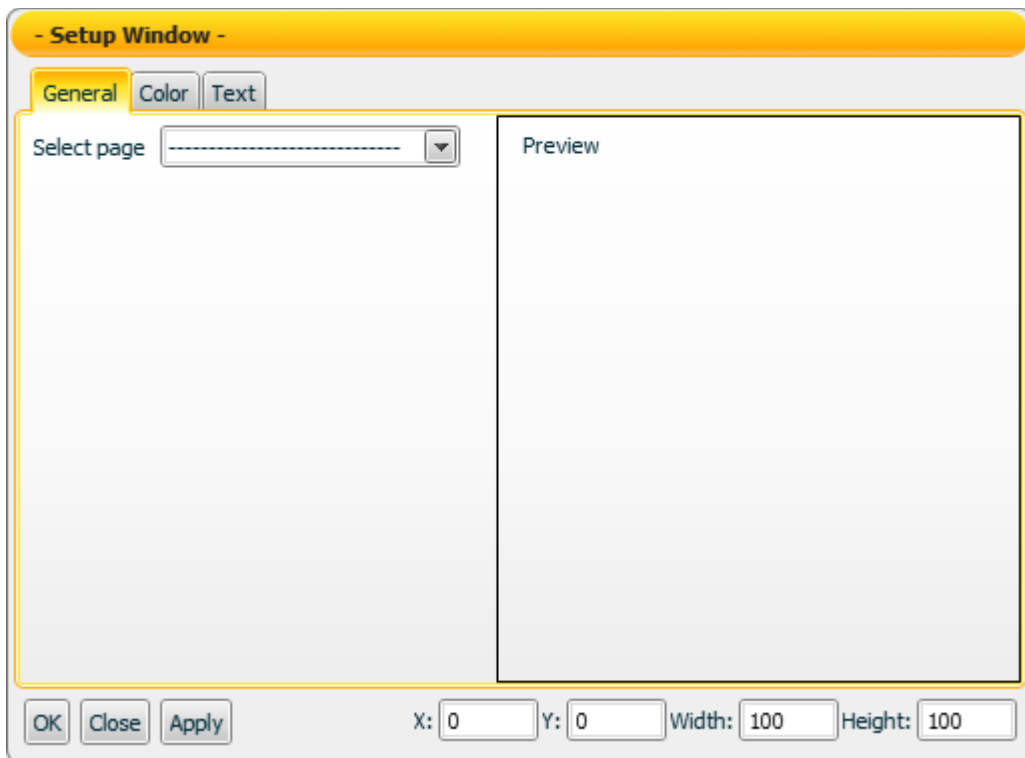 - Setup Window -
General Color Text
Select page ------------------------------ Preview
OK Close Apply X: 0 Y: 0 Width: 100 Height: 100